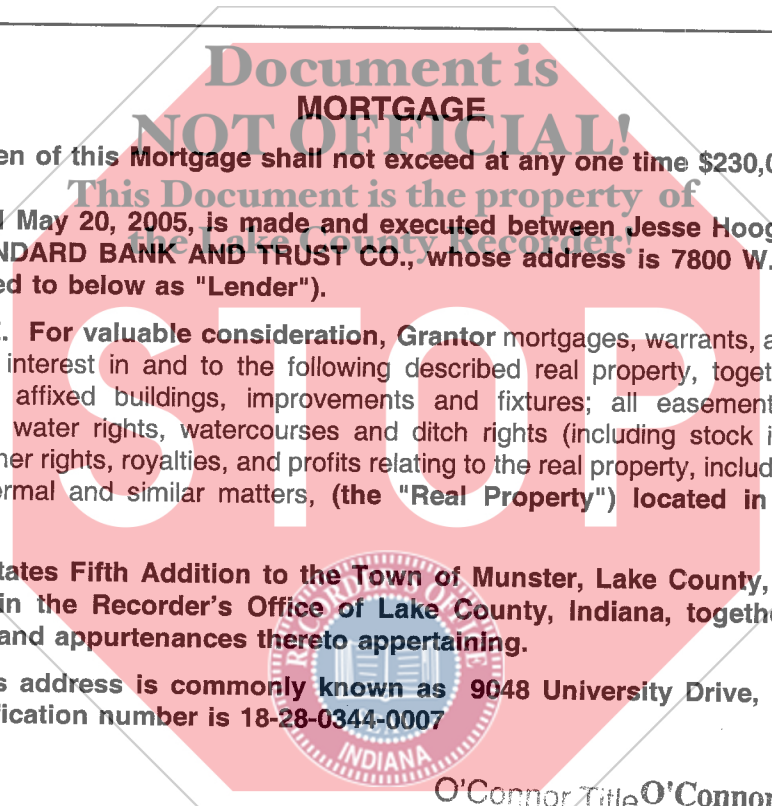 Document is
MORTGAGE
NOT OFFICIAL!
en of this Mortgage shall not exceed at any one time $230,0
This Document is the property of
May 20, 2005, is made and executed between Jesse Hoog
the Lake County Recorder!
NDARD BANK AND TRUST CO., whose address is 7800 W.
ed to below as "Lender").
. For valuable consideration, Grantor mortgages, warrants, a
interest in and to the following described real property, toget
affixed buildings, improvements and fixtures; all easement
water rights, watercourses and ditch rights (including stock i
her rights, royalties, and profits relating to the real property, includ
ermal and similar matters, (the "Real Property") located in
STOP
tates Fifth Addition to the Town of Munster, Lake County,
in the Recorder's Office of Lake County, Indiana, togethe
and appurtenances thereto appertaining.
s address is commonly known as 9048 University Drive,
fication number is 18-28-0344-0007
RECORDERS OFFICE
INDIANA
O'Connor Title O'Connor